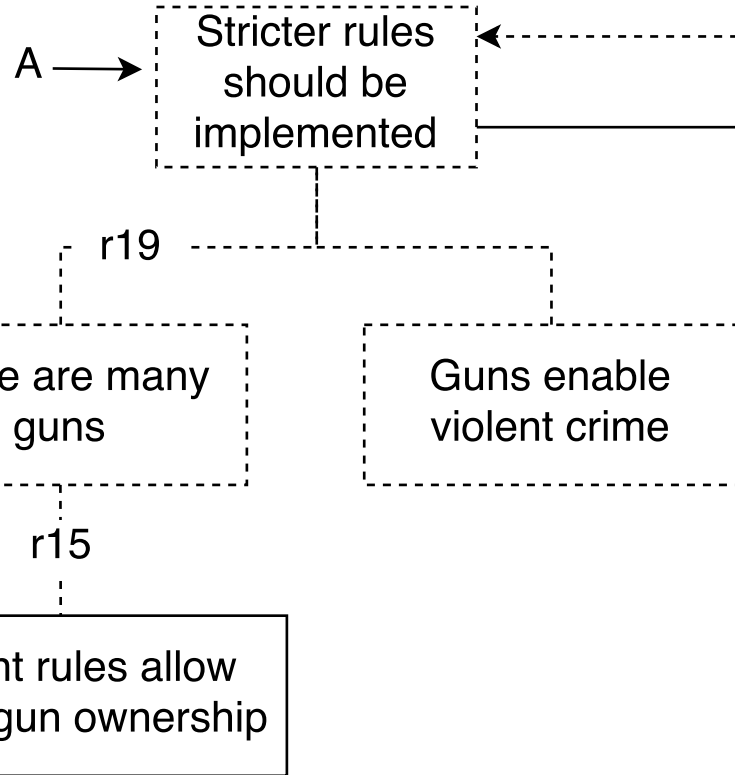 Stricter rules
A
should be
implemented
r19
are many
guns
Guns enable
violent crime
r15
rules allow
gun ownership